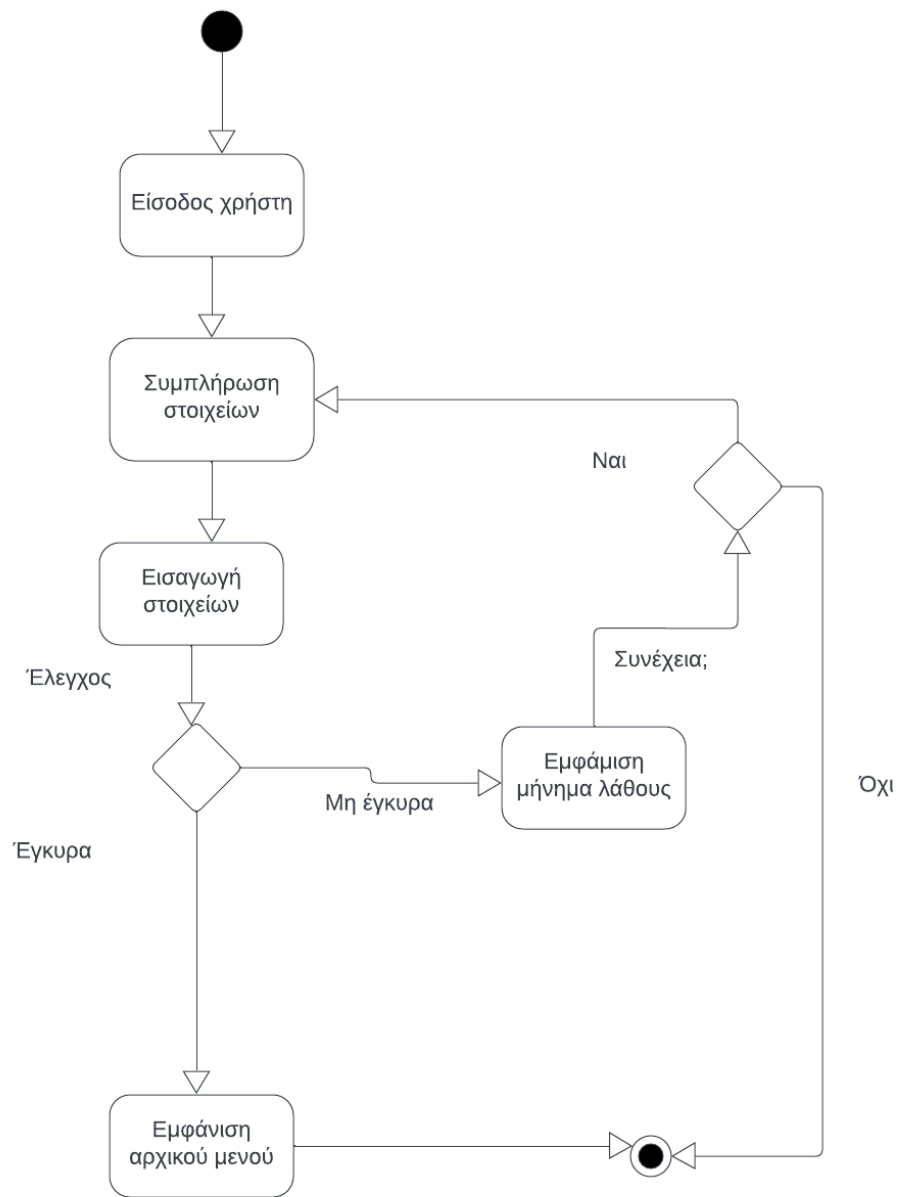 Είσοδος χρήστη
Συμπλήρωση
στοιχείων
Ναι
Εισαγωγή
στοιχείων
Έλεγχος
Συνέχεια;
Εμφάμιση
μήνημα λάθους
Μη έγκυρα
Όχι
Έγκυρα
Εμφάνιση
αρχικού μενού